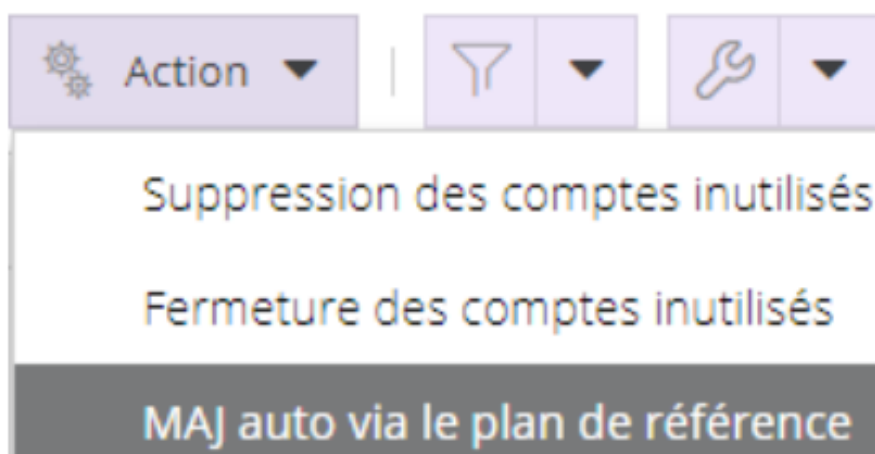 Action
Suppression des comptes inutilisés
Fermeture des comptes inutilisés
MAJ auto via le plan de référence